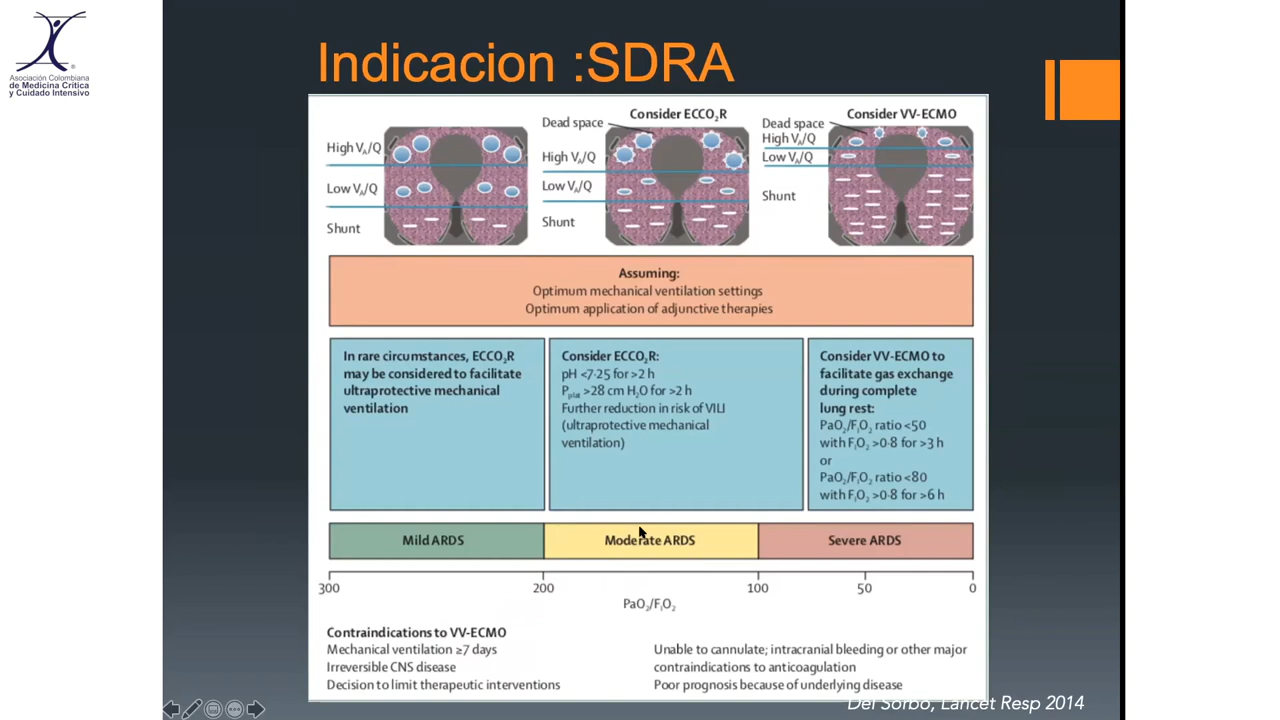 Asociación Colombiana
de Medicina Crítica
y Cuidado Intensivo
Indicacion :SDRA
High VA/Q
Low VA/Q
Shunt
Consider ECCO2R
Dead space
High VA/Q
Low VA/Q
Shunt
Consider VV-ECMO
Dead space
High VA/Q
Low VA/Q
Shunt
Assuming:
Optimum mechanical ventilation settings
Optimum application of adjunctive therapies
In rare circumstances, ECCO2R
may be considered to facilitate
ultraprotective mechanical
ventilation
Consider ECCO2R:
pH <7·25 for >2 h
Pplat >28 cm H2O for >2 h
Further reduction in risk of VILI
(ultraprotective mechanical
ventilation)
Consider VV-ECMO to
facilitate gas exchange
during complete
lung rest:
PaO2/FiO2 ratio <50
with FiO2 >0·8 for >3 h
or
PaO2/FiO2 ratio <80
with FiO2 >0·8 for >6 h
Mild ARDS
Moderate ARDS
Severe ARDS
300 200 100 50 0
PaO2/FiO2
Contraindications to VV-ECMO
Mechanical ventilation ≥7 days
Irreversible CNS disease
Decision to limit therapeutic interventions
Unable to cannulate; intracranial bleeding or other major
contraindications to anticoagulation
Poor prognosis because of underlying disease
Del Sorbo, Lancet Resp 2014